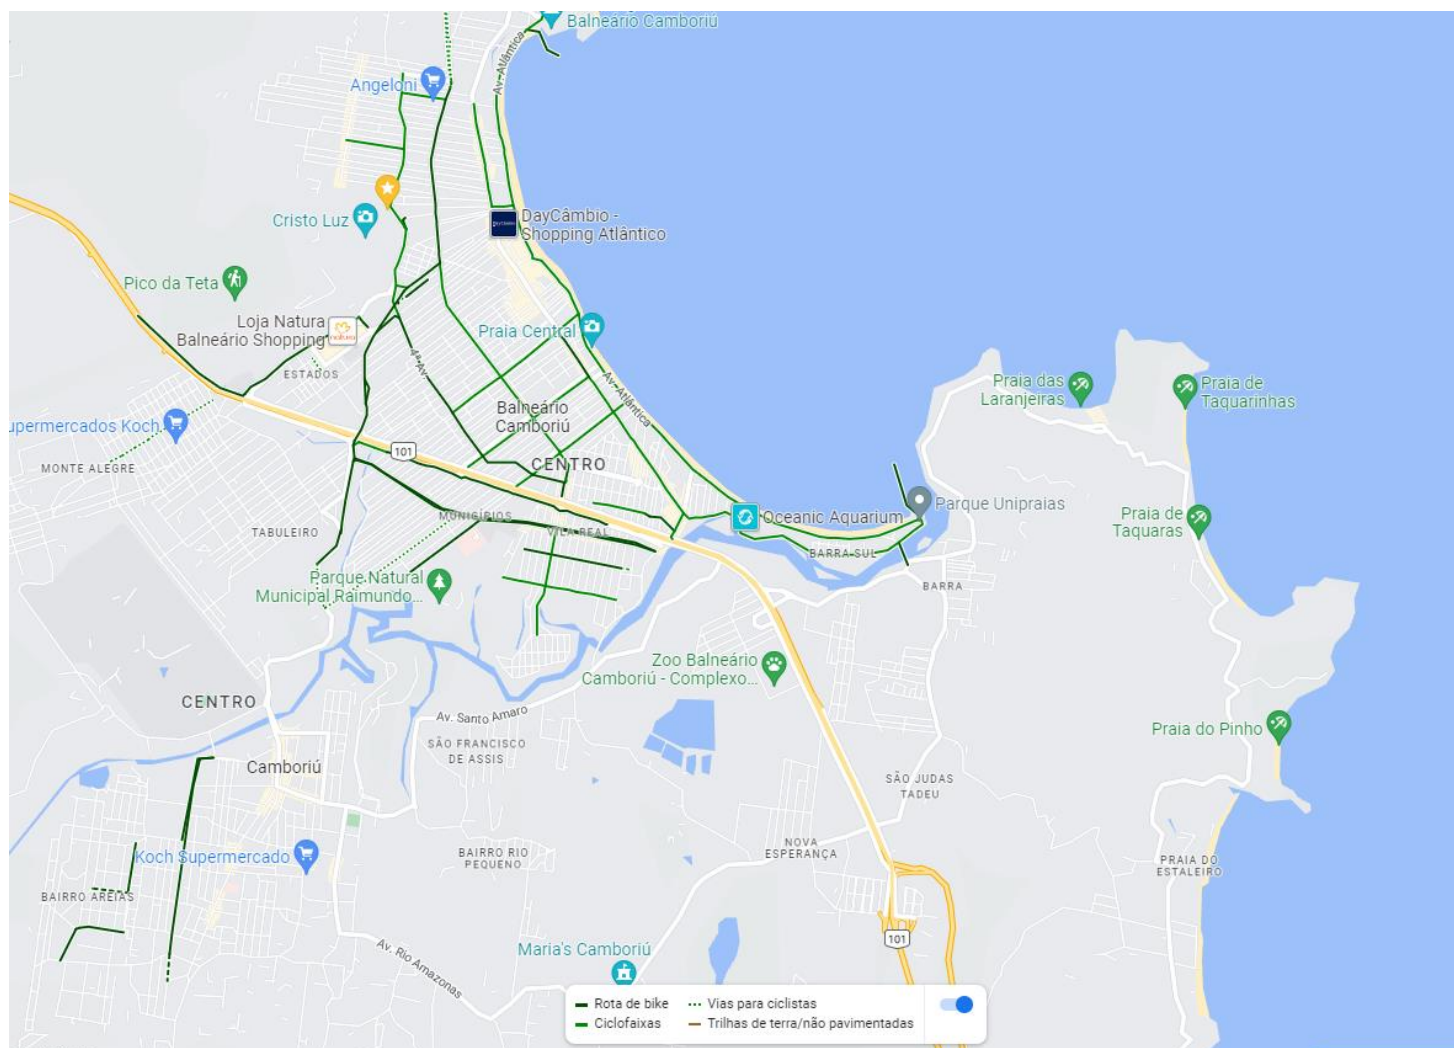 Balneário Camboriú
Av. Atlântica
Angeloni
Cristo Luz
DayCâmbio -
Shopping Atlântico
Pico da Teta
Loja Natura
Balneário Shopping
Praia Central
ESTADOS
4ª Av.
Av. Atlântica
Praia das
Laranjeiras
Praia de
Taquarinhas
Balneário
Camboriú
upermercados Koch
101
CENTRO
MONTE ALEGRE
Parque Unipraias
Oceanic Aquarium
MUNICÍPIOS
VILA REAL
Praia de
Taquaras
TABULEIRO
BARRA SUL
Parque Natural
Municipal Raimundo...
BARRA
Zoo Balneário
Camboriú - Complexo...
CENTRO
Av. Santo Amaro
Praia do Pinho
SÃO FRANCISCO
DE ASSIS
Camboriú
SÃO JUDAS
TADEU
NOVA
ESPERANÇA
Koch Supermercado
BAIRRO RIO
PEQUENO
PRAIA DO
ESTALEIRO
BAIRRO AREIAS
101
Av. Rio Amazonas
Maria's Camboriú
Rota de bike
Vias para ciclistas
Ciclofaixas
Trilhas de terra/não pavimentadas